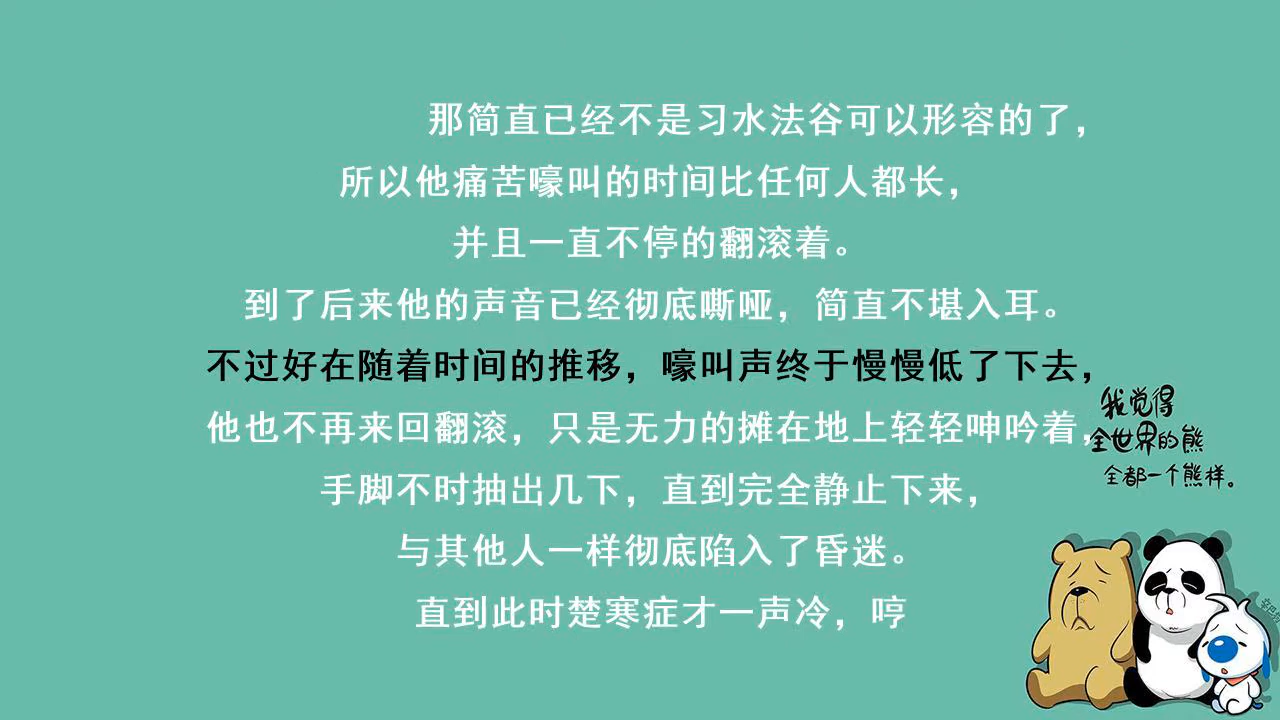 那简直已经不是习水法谷可以形容的了，
所以他痛苦嚎叫的时间比任何人都长，
并且一直不停的翻滚着。
到了后来他的声音已经彻底嘶哑，简直不堪入耳。
不过好在随着时间的推移，嚎叫声终于慢慢低了下去，
他也不再来回翻滚，只是无力的摊在地上轻轻呻吟着，
手脚不时抽出几下，直到完全静止下来，
与其他人一样彻底陷入了昏迷。
直到此时楚寒症才一声冷，哼
我觉得
全世界的熊
全都一个熊样。